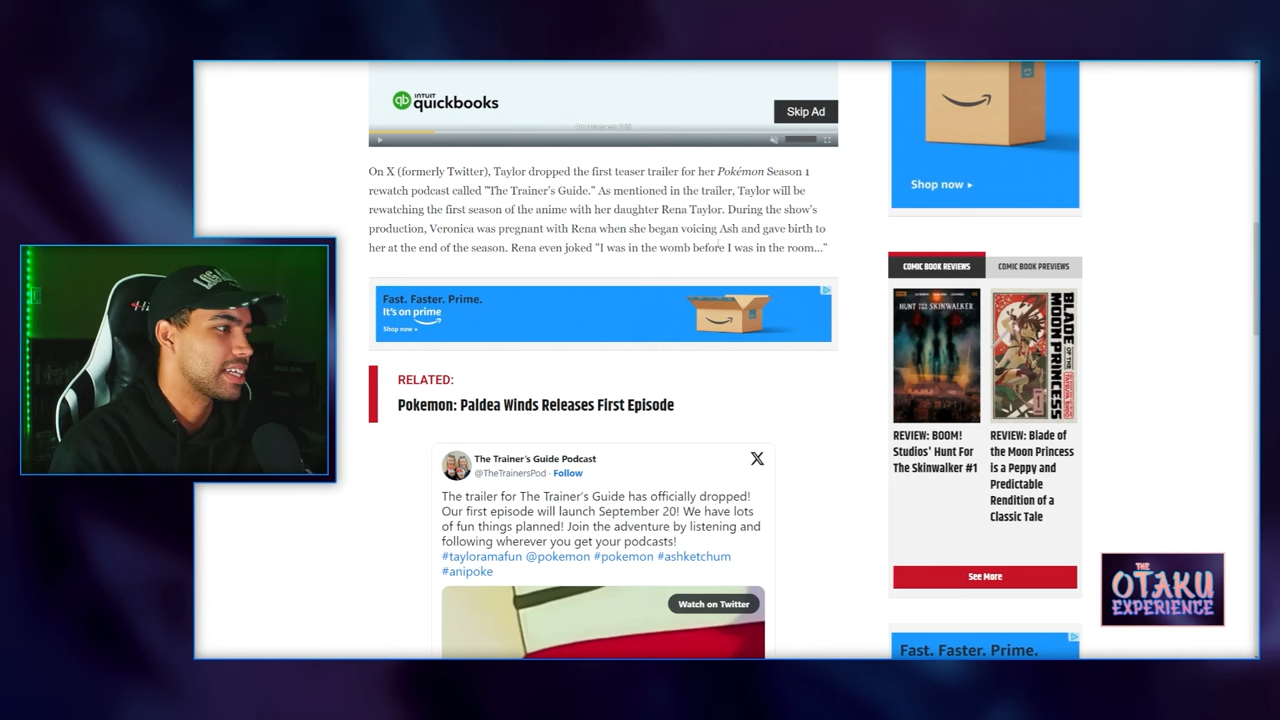 INTUIT
quickbooks
Skip Ad
On X (formerly Twitter), Taylor dropped the first teaser trailer for her Pokémon Season 1
rewatch podcast called "The Trainer's Guide." As mentioned in the trailer, Taylor will be
rewatching the first season of the anime with her daughter Rena Taylor. During the show's
production, Veronica was pregnant with Rena when she began voicing Ash and gave birth to
her at the end of the season. Rena even joked "I was in the womb before I was in the room..."
Fast. Faster. Prime.
It's on prime
Shop now ▸
RELATED:
Pokemon: Paldea Winds Releases First Episode
The Trainer's Guide Podcast
@TheTrainersPod · Follow
The trailer for The Trainer's Guide has officially dropped!
Our first episode will launch September 20! We have lots
of fun things planned! Join the adventure by listening and
following wherever you get your podcasts!
#tayloramafun @pokemon #pokemon #ashketchum
#anipoke
Watch on Twitter
Shop now ▸
COMIC BOOK REVIEWS
COMIC BOOK PREVIEWS
HUNT FOR THE SKINWALKER
BLADE OF THE
MOON PRINCESS
1
REVIEW: BOOM!
Studios' Hunt For
The Skinwalker #1
REVIEW: Blade of
the Moon Princess
is a Peppy and
Predictable
Rendition of a
Classic Tale
See More
Fast. Faster. Prime.
THE
OTAKU
EXPERIENCE